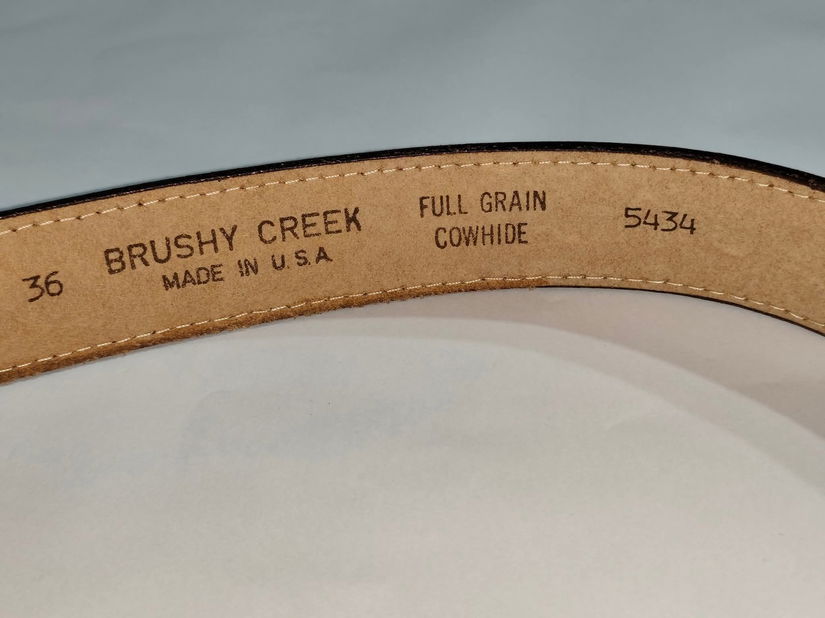 36
BRUSHY CREEK
MADE IN U.S.A.
FULL GRAIN
COWHIDE
5434